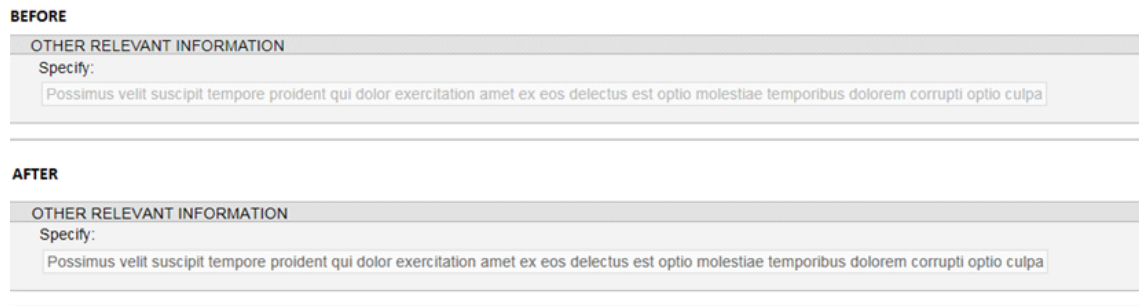 BEFORE
OTHER RELEVANT INFORMATION
Specify:
Possimus velit suscipit tempore proident qui dolor exercitation amet ex eos delectus est optio molestiae temporibus dolorem corrupti optio culpa
AFTER
OTHER RELEVANT INFORMATION
Specify:
Possimus velit suscipit tempore proident qui dolor exercitation amet ex eos delectus est optio molestiae temporibus dolorem corrupti optio culpa